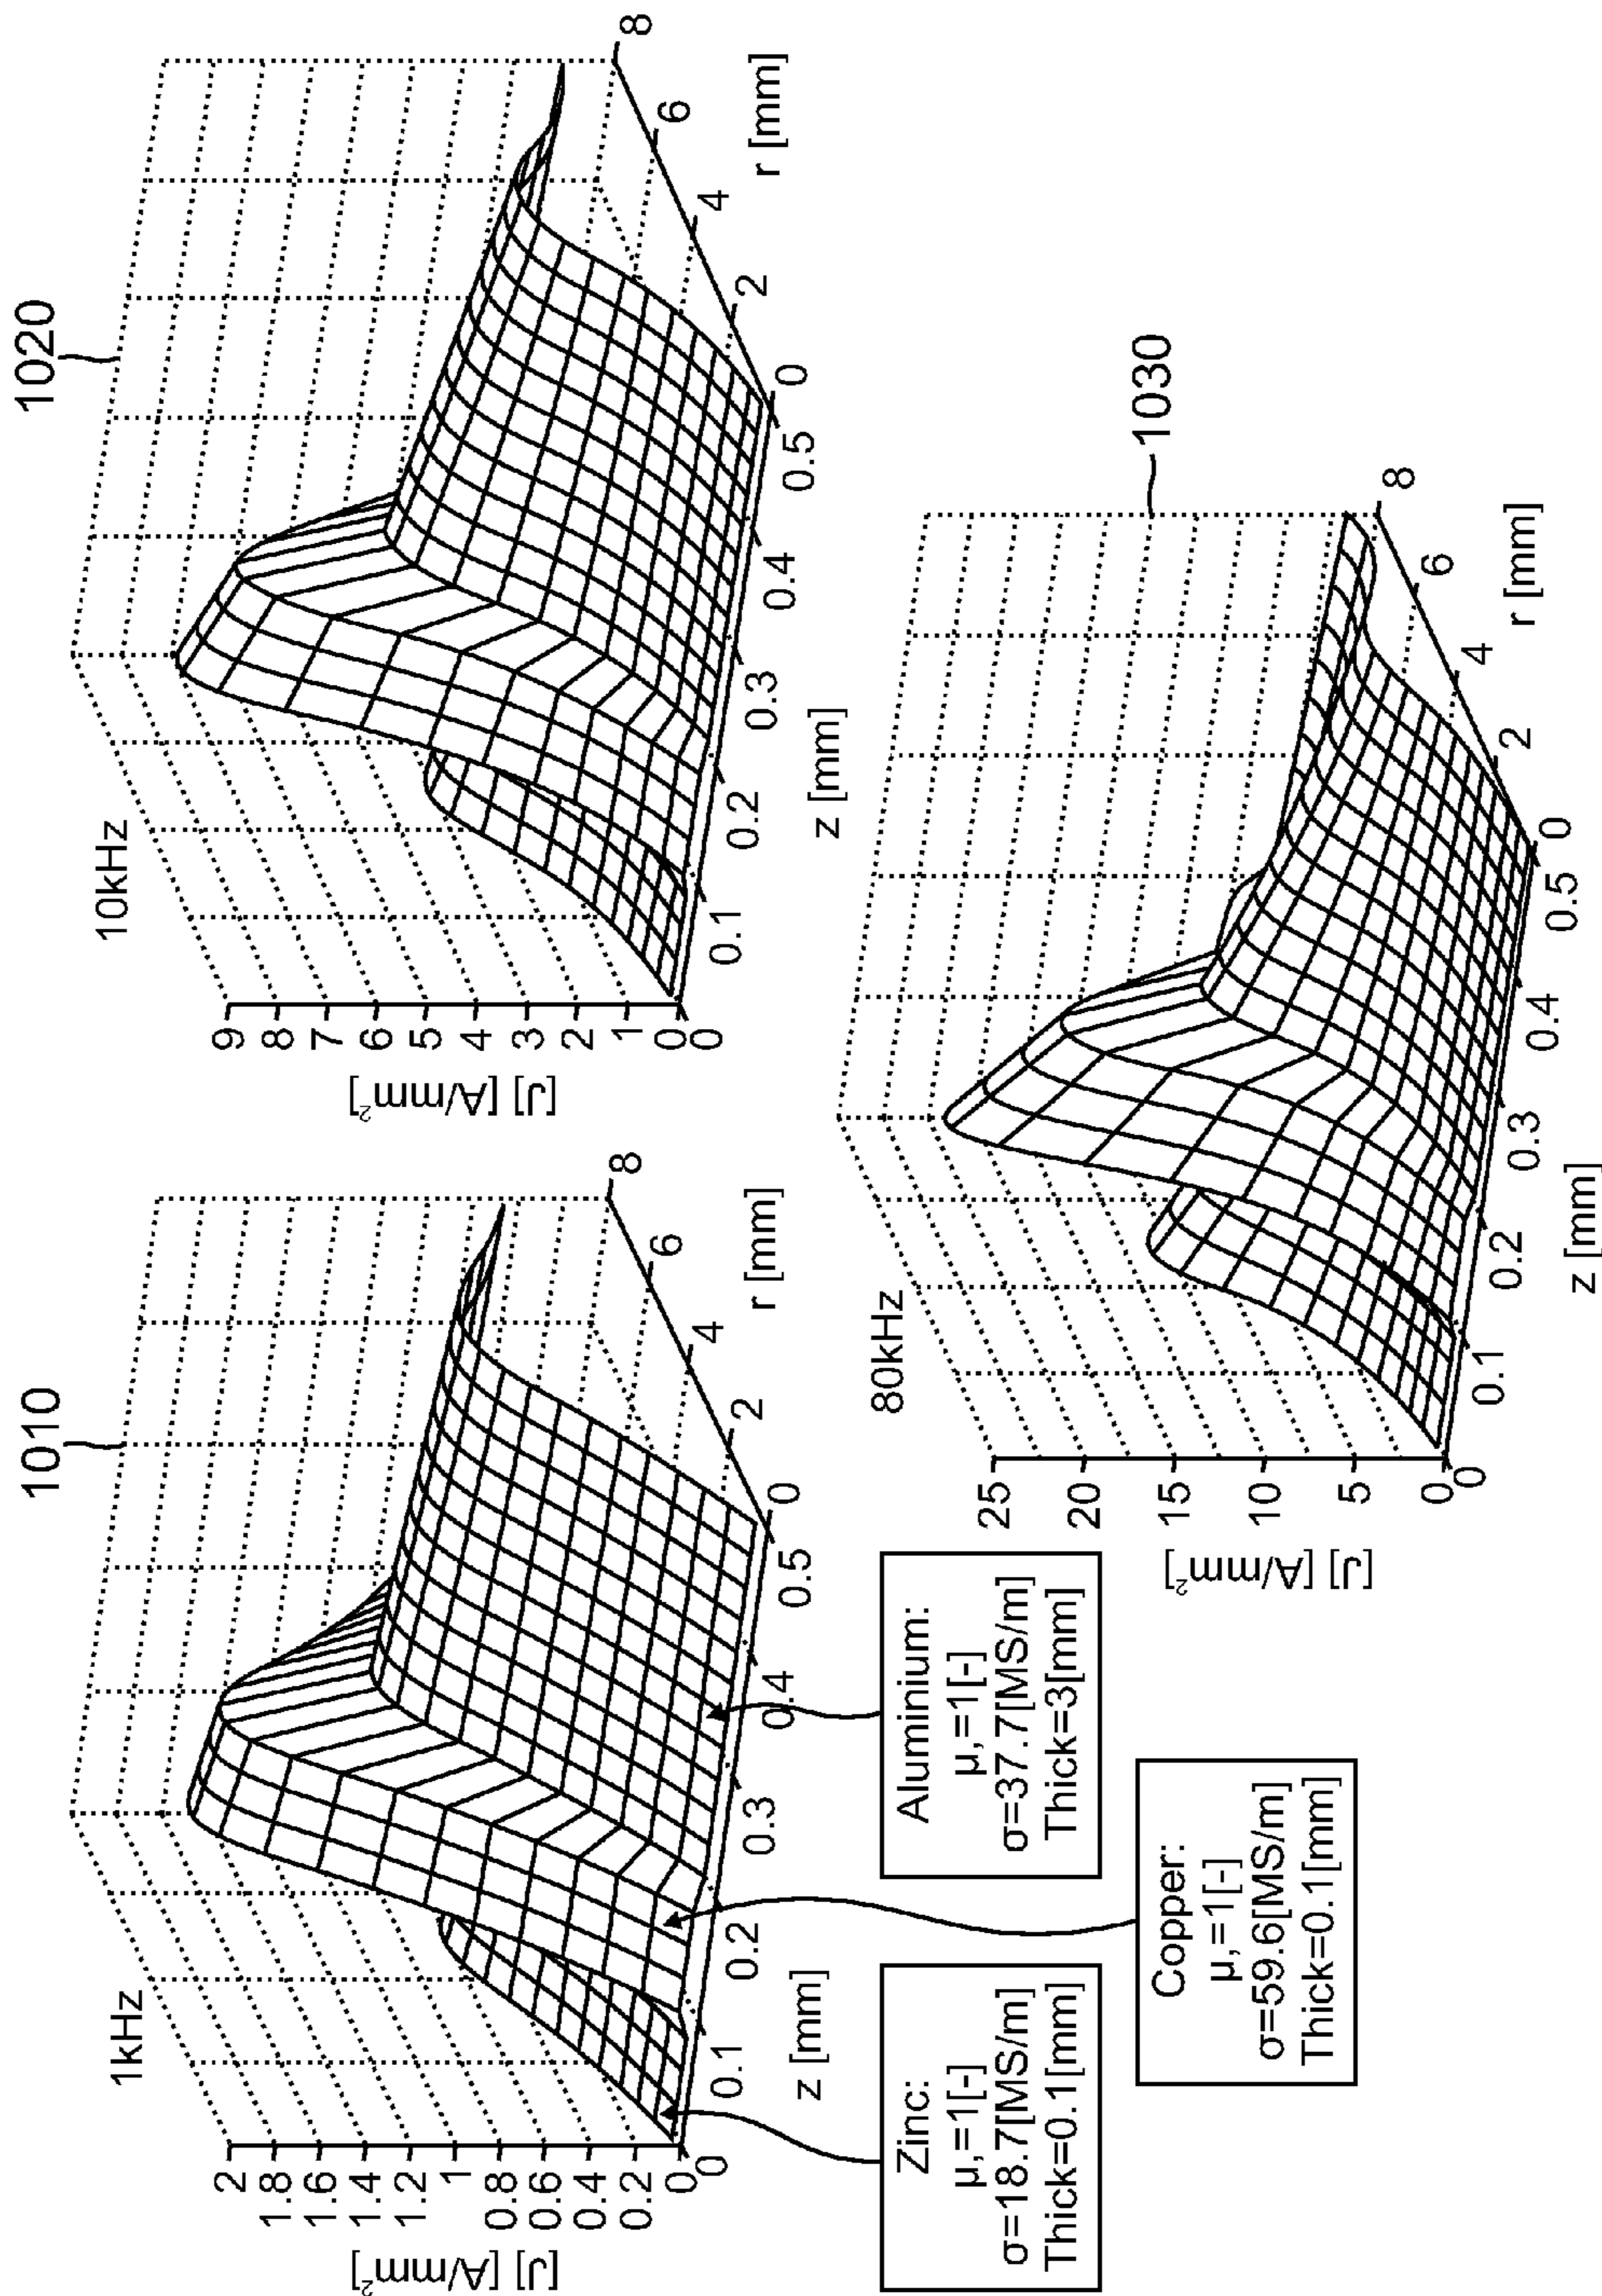 1010
1kHz
[J] [A/mm²]
2
1.8
1.6
1.4
1.2
1
0.8
0.6
0.4
0.2
0
0
0.1
0.2
0.3
0.4
0.5
z [mm]
0
2
4
6
8
r [mm]
Zinc:
μ,=1[-]
σ=18.7[MS/m]
Thick=0.1[mm]
Copper:
μ,=1[-]
σ=59.6[MS/m]
Thick=0.1[mm]
Aluminium:
μ,=1[-]
σ=37.7[MS/m]
Thick=3[mm]
1020
10kHz
[J] [A/mm²]
9
8
7
6
5
4
3
2
1
0
0
0.1
0.2
0.3
0.4
0.5
z [mm]
0
2
4
6
8
r [mm]
1030
80kHz
[J] [A/mm²]
25
20
15
10
5
0
0
0.1
0.2
0.3
0.4
0.5
z [mm]
0
2
4
6
8
r [mm]